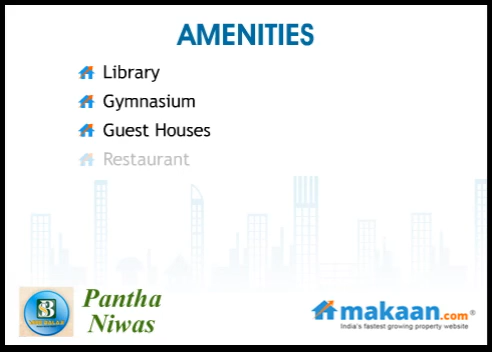 AMENITIES
Library
Gymnasium
Guest Houses
Restaurant
Pantha
Niwas
makaan.com®
India's fastest growing property website